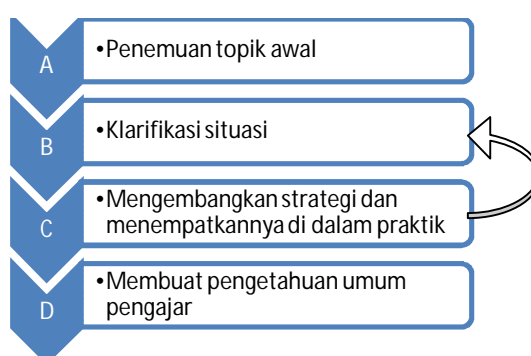 A
•Penemuan topik awal
B
•Klarifikasi situasi
C
•Mengembangkan strategi dan
menempatkannya di dalam praktik
D
•Membuat pengetahuan umum
pengajar